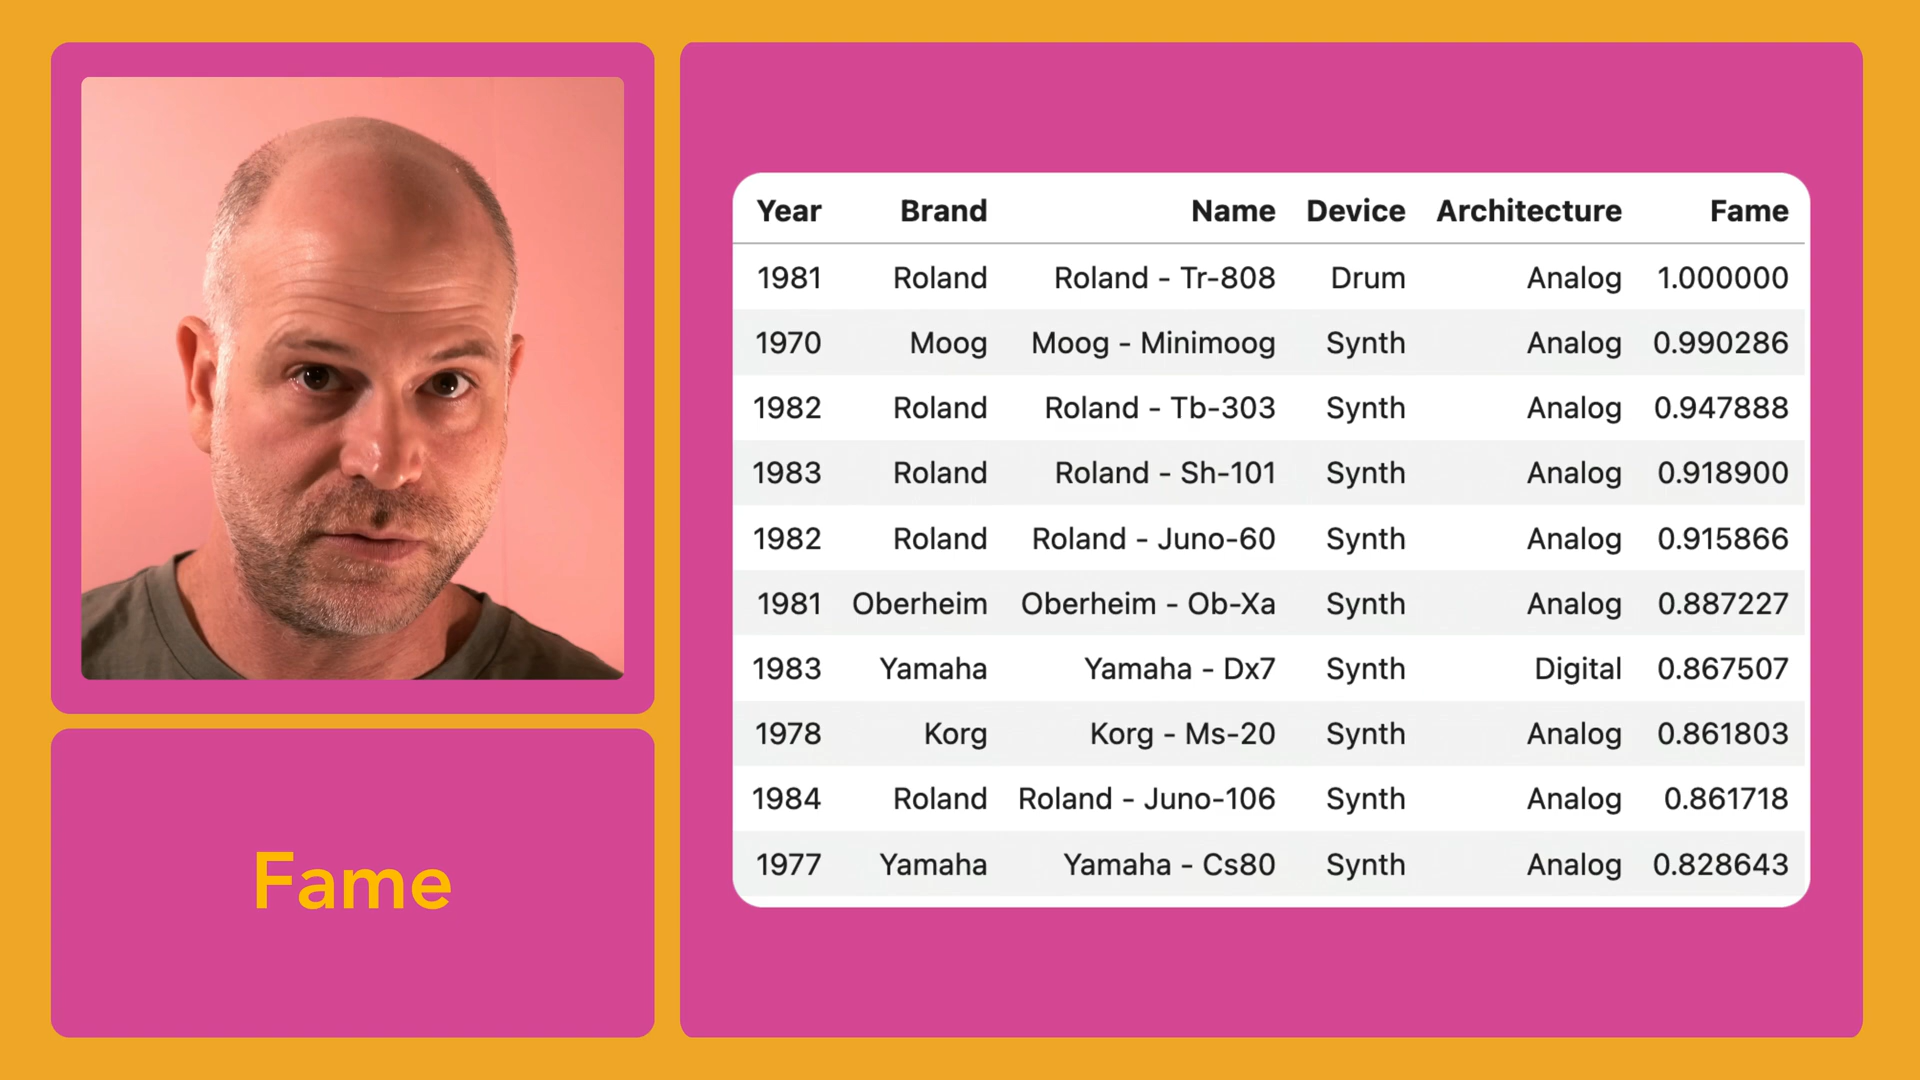 Year Brand Name Device Architecture Fame
1981 Roland Roland - Tr-808 Drum Analog 1.000000
1970 Moog Moog - Minimoog Synth Analog 0.990286
1982 Roland Roland - Tb-303 Synth Analog 0.947888
1983 Roland Roland - Sh-101 Synth Analog 0.918900
1982 Roland Roland - Juno-60 Synth Analog 0.915866
1981 Oberheim Oberheim - Ob-Xa Synth Analog 0.887227
1983 Yamaha Yamaha - Dx7 Synth Digital 0.867507
1978 Korg Korg - Ms-20 Synth Analog 0.861803
1984 Roland Roland - Juno-106 Synth Analog 0.861718
1977 Yamaha Yamaha - Cs80 Synth Analog 0.828643
Fame